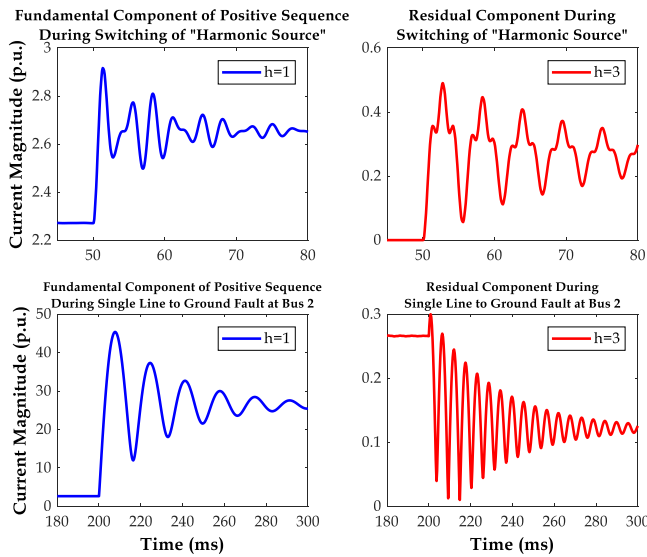 Fundamental Component of Positive Sequence
During Switching of "Harmonic Source"
Current Magnitude (p.u.)
3
2.8
2.6
2.4
2.2
h=1
50
60
70
80
Residual Component During
Switching of "Harmonic Source"
0.6
0.4
0.2
0
h=3
50
60
70
80
Fundamental Component of Positive Sequence
During Single Line to Ground Fault at Bus 2
Current Magnitude (p.u.)
50
40
30
20
10
0
h=1
180
200
220
240
260
280
300
Time (ms)
Residual Component During
Single Line to Ground Fault at Bus 2
0.3
0.2
0.1
0
h=3
180
200
220
240
260
280
300
Time (ms)